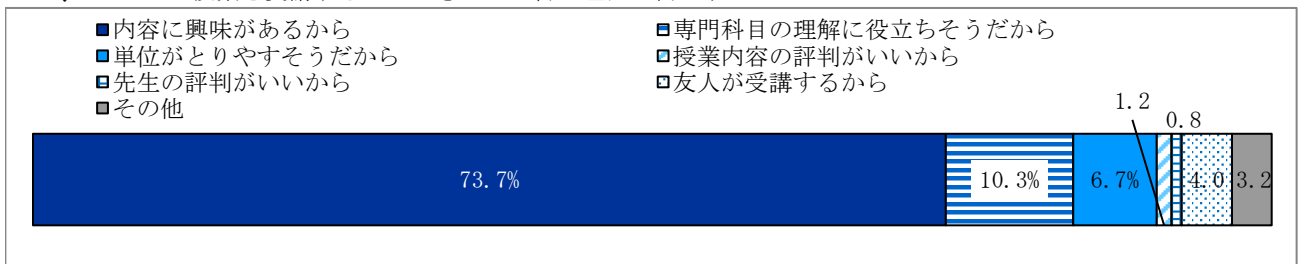 内容に興味があるから 専門科目の理解に役立ちそうだから
単位がとりやすそうだから 授業内容の評判がいいから
先生の評判がいいから 友人が受講するから
その他
1.2
0.8
73.7% 10.3% 6.7% 4.0 3.2